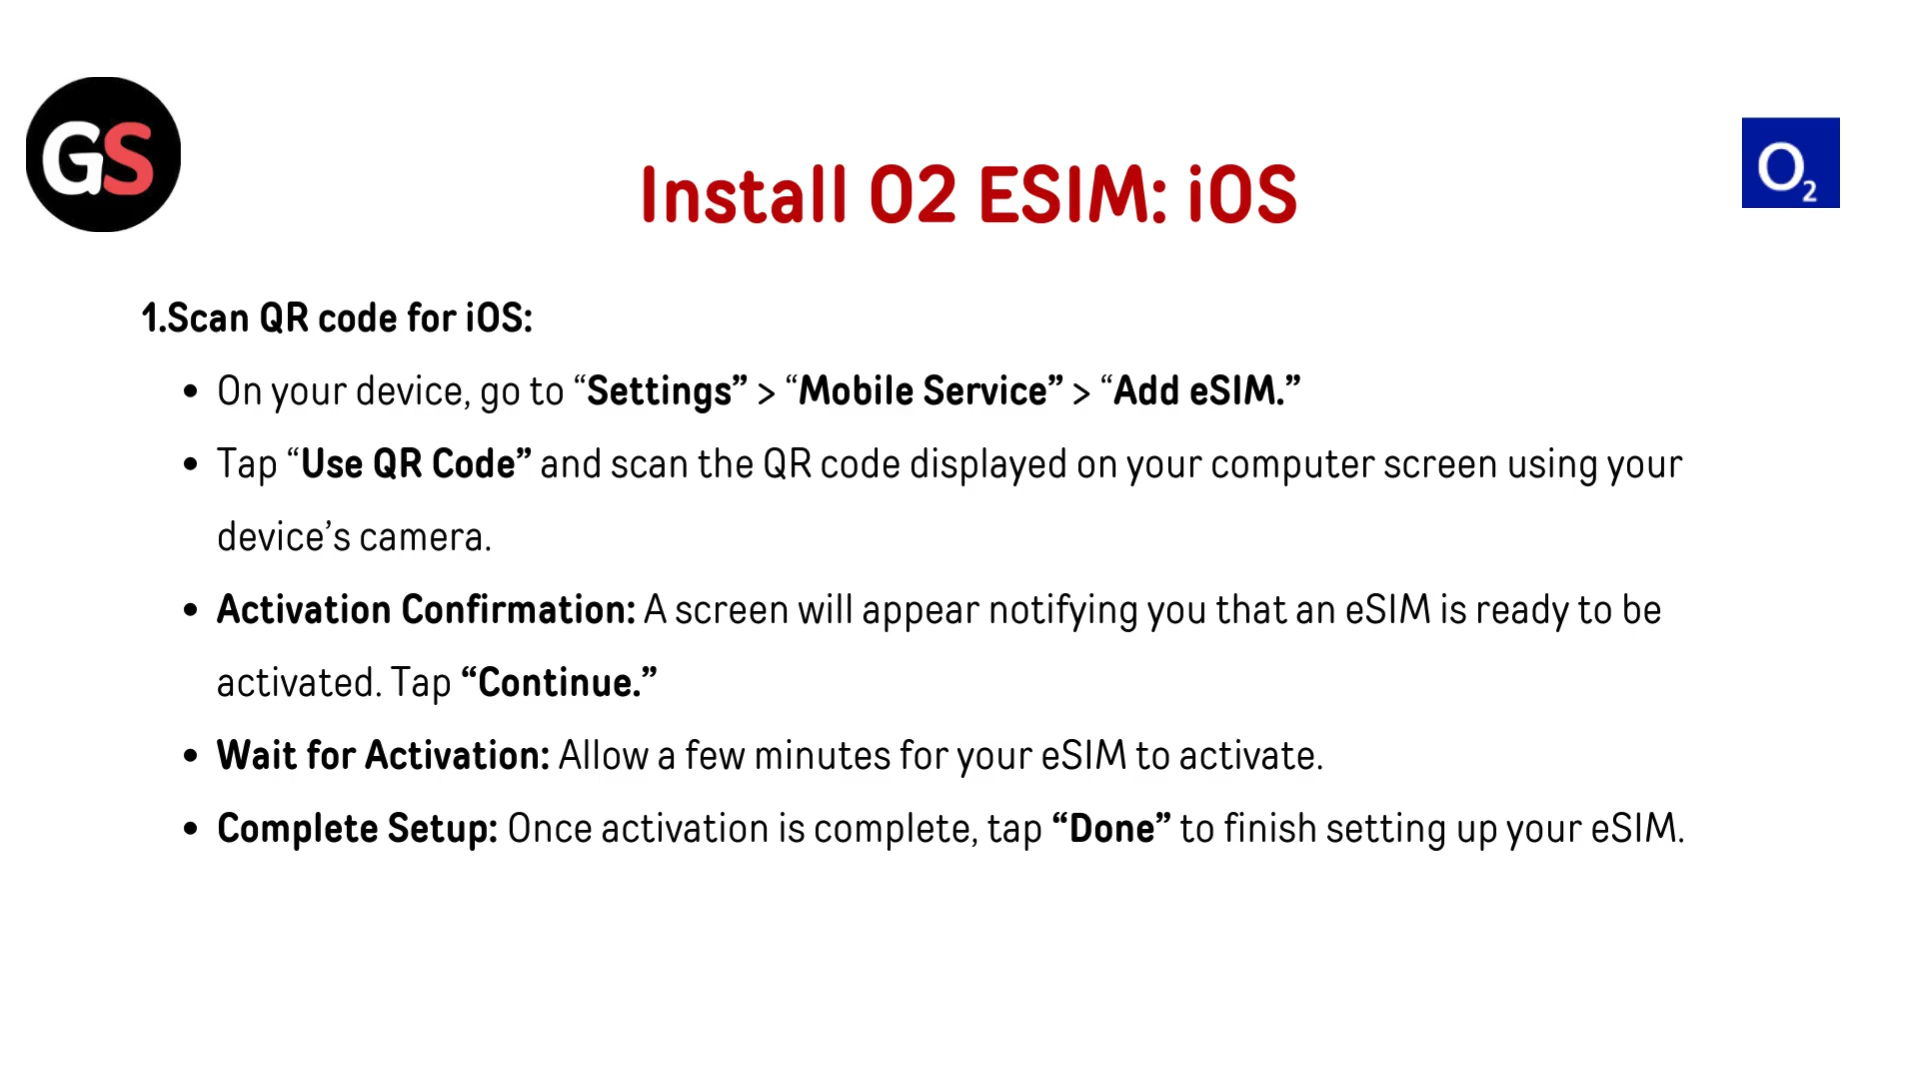 GS
O2
Install 02 ESIM: iOS
1.Scan QR code for iOS:
• On your device, go to “Settings” > “Mobile Service” > “Add eSIM.”
• Tap “Use QR Code” and scan the QR code displayed on your computer screen using your
device’s camera.
• Activation Confirmation: A screen will appear notifying you that an eSIM is ready to be
activated. Tap “Continue.”
• Wait for Activation: Allow a few minutes for your eSIM to activate.
• Complete Setup: Once activation is complete, tap “Done” to finish setting up your eSIM.